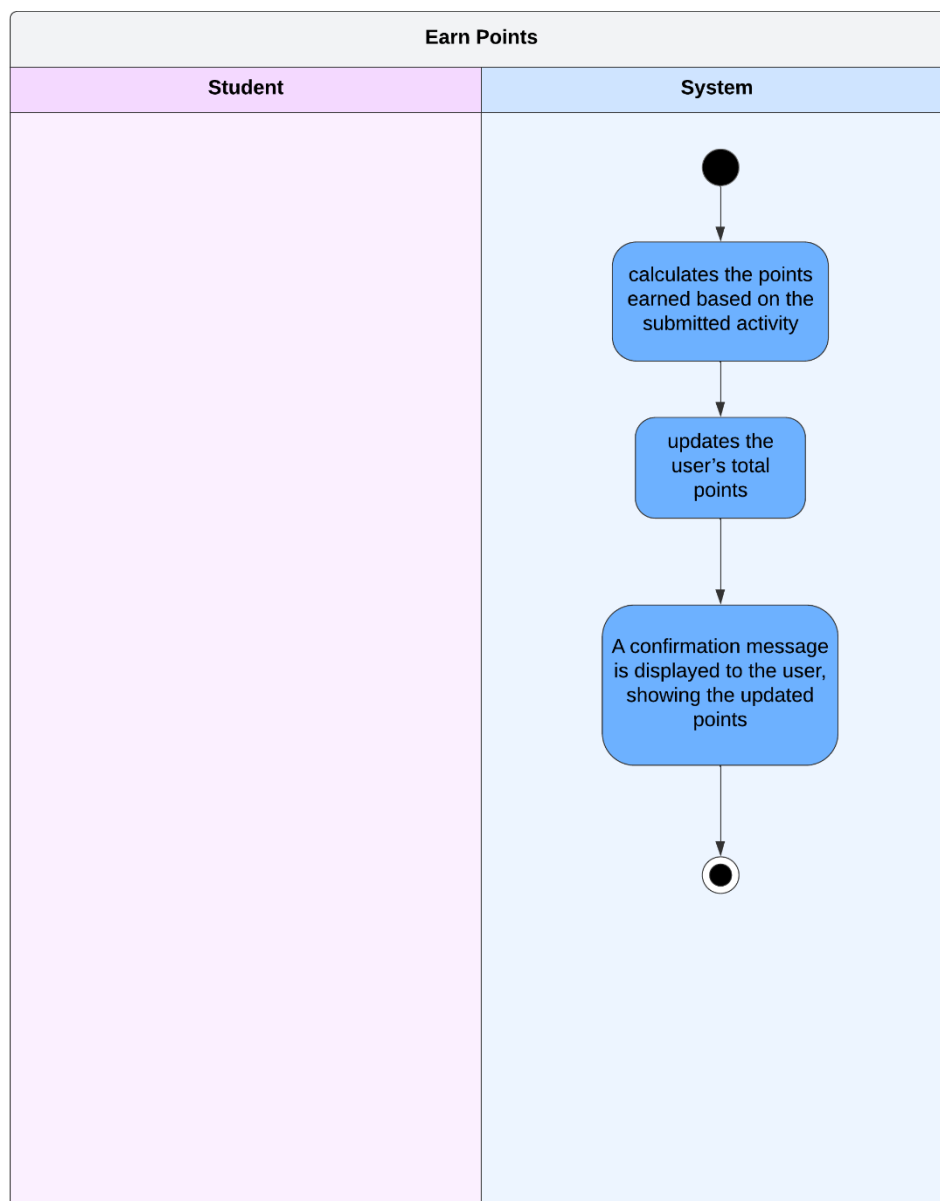 Earn Points
Student
System
calculates the points
earned based on the
submitted activity
updates the
user’s total
points
A confirmation message
is displayed to the user,
showing the updated
points